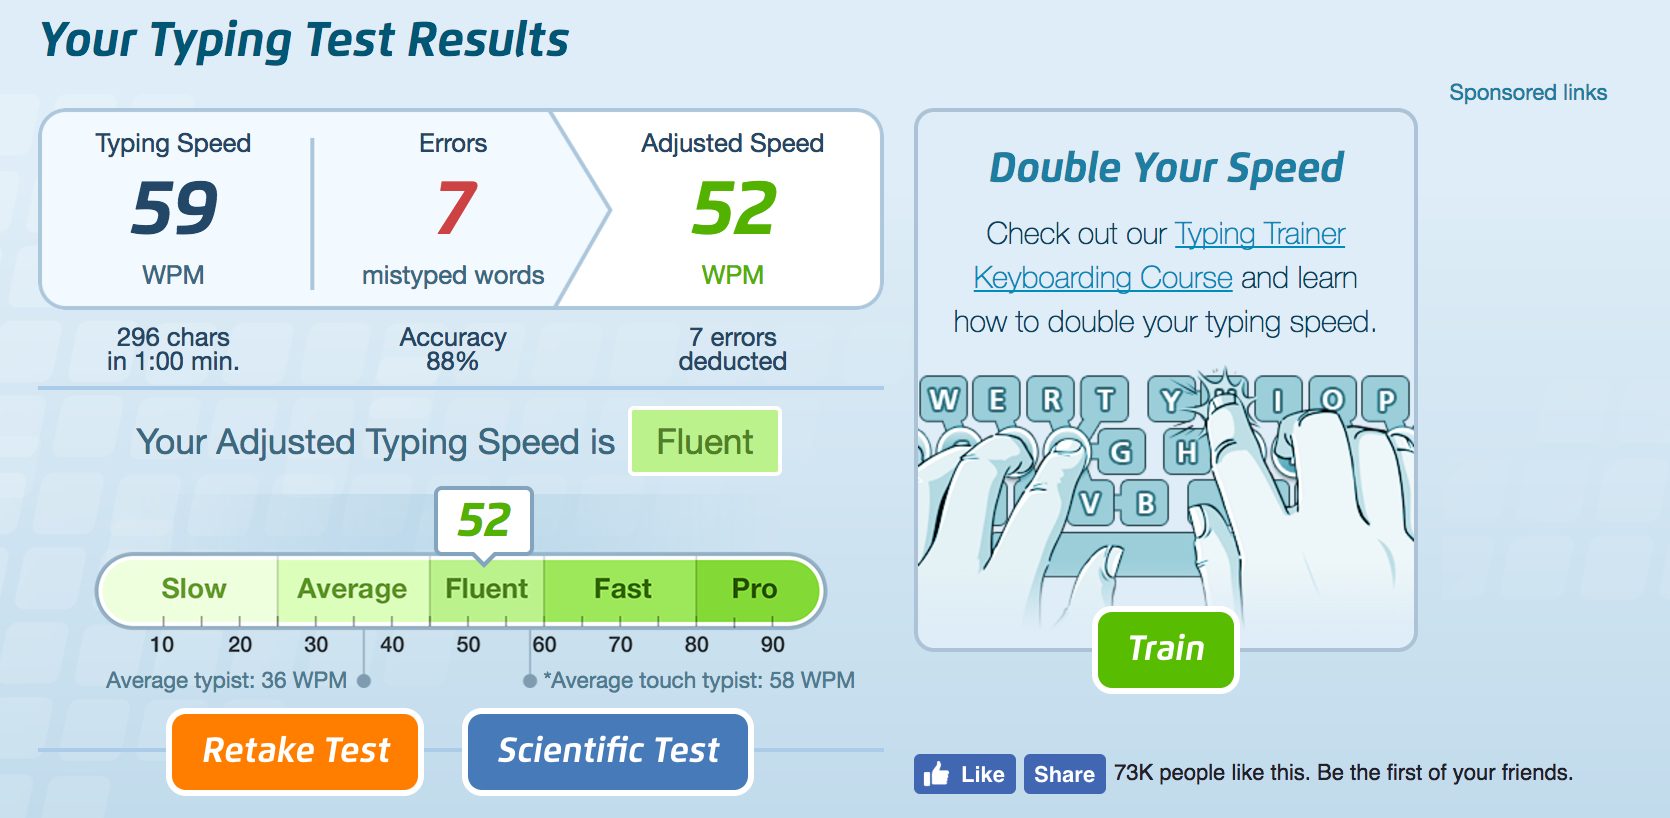 Your Typing Test Results
Sponsored links
Typing Speed
59
WPM
Errors
7
mistyped words
Adjusted Speed
52
WPM
296 chars
in 1:00 min.
Accuracy
88%
7 errors
deducted
Your Adjusted Typing Speed is Fluent
52
Slow Average Fluent Fast Pro
10 20 30 40 50 60 70 80 90
Average typist: 36 WPM
*Average touch typist: 58 WPM
Retake Test
Scientific Test
Double Your Speed
Check out our Typing Trainer
Keyboarding Course and learn
how to double your typing speed.
W E R T Y I O P
G H
V B
Train
Like Share 73K people like this. Be the first of your friends.